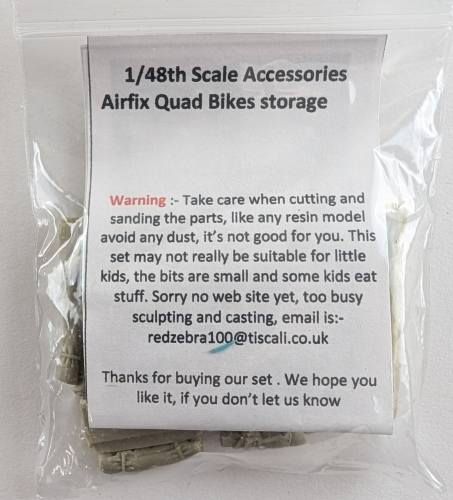 1/48th Scale Accessories
Airfix Quad Bikes storage
Warning :- Take care when cutting and
sanding the parts, like any resin model
avoid any dust, it's not good for you. This
set may not really be suitable for little
kids, the bits are small and some kids eat
stuff. Sorry no web site yet, too busy
sculpting and casting, email is:-
redzebra100@tiscali.co.uk
Thanks for buying our set . We hope you
like it, if you don't let us know